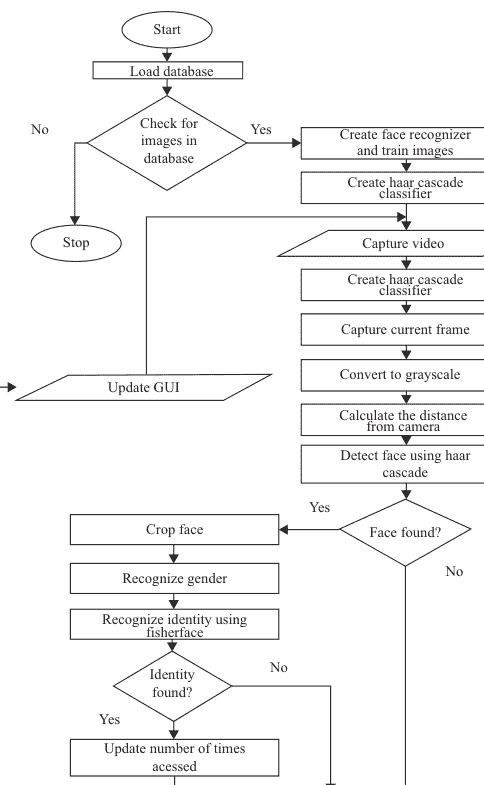 Start
Load database
No
Check for
images in
database
Yes
Create face recognizer
and train images
Create haar cascade
classifier
Stop
Capture video
Create haar cascade
classifier
Capture current frame
Convert to grayscale
Update GUI
Calculate the distance
from camera
Detect face using haar
cascade
Yes
Face found?
No
Crop face
Recognize gender
Recognize identity using
fisherface
Identity
found?
No
Yes
Update number of times
acessed